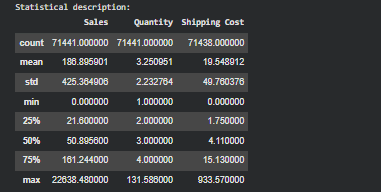 Statistical description:
Sales Quantity Shipping Cost
count 71441.000000 71441.000000 71438.000000
mean 186.895901 3.250951 19.548912
std 425.364906 2.232764 49.760376
min 0.000000 1.000000 0.000000
25% 21.600000 2.000000 1.750000
50% 50.895600 3.000000 4.110000
75% 161.244000 4.000000 15.130000
max 22638.480000 131.586000 933.570000